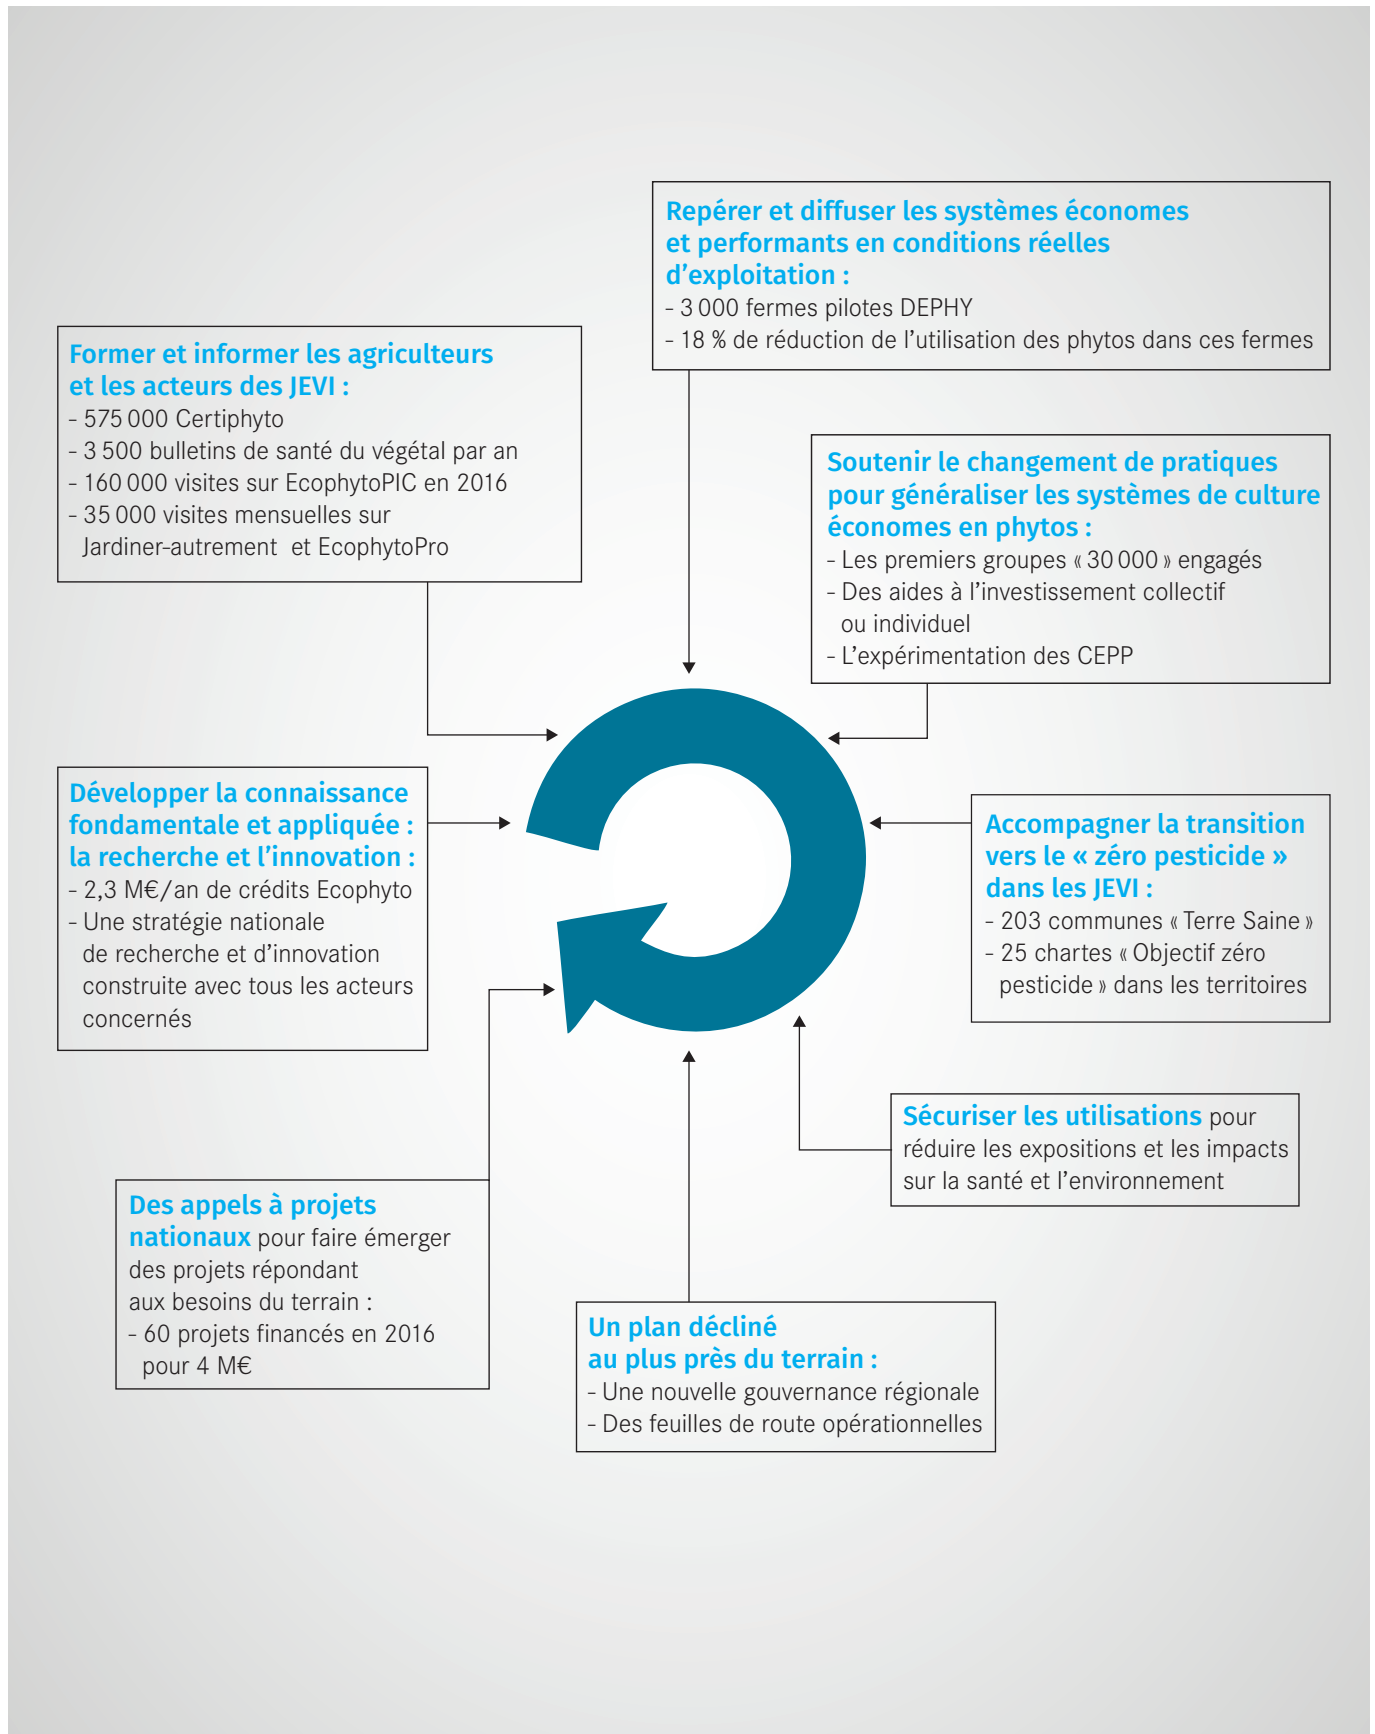 Repérer et diffuser les systèmes économes
et performants en conditions réelles
d’exploitation :
- 3 000 fermes pilotes DEPHY
- 18 % de réduction de l’utilisation des phytos dans ces fermes
Former et informer les agriculteurs
et les acteurs des JEVI :
- 575 000 Certiphyto
- 3 500 bulletins de santé du végétal par an
- 160 000 visites sur EcophytoPIC en 2016
- 35 000 visites mensuelles sur
Jardiner-autrement et EcophytoPro
Soutenir le changement de pratiques
pour généraliser les systèmes de culture
économes en phytos :
- Les premiers groupes « 30 000 » engagés
- Des aides à l’investissement collectif
ou individuel
- L’expérimentation des CEPP
Développer la connaissance
fondamentale et appliquée :
la recherche et l’innovation :
- 2,3 M€/an de crédits Ecophyto
- Une stratégie nationale
de recherche et d’innovation
construite avec tous les acteurs
concernés
Accompagner la transition
vers le « zéro pesticide »
dans les JEVI :
- 203 communes « Terre Saine »
- 25 chartes « Objectif zéro
pesticide » dans les territoires
Sécuriser les utilisations pour
réduire les expositions et les impacts
sur la santé et l’environnement
Des appels à projets
nationaux pour faire émerger
des projets répondant
aux besoins du terrain :
- 60 projets financés en 2016
pour 4 M€
Un plan décliné
au plus près du terrain :
- Une nouvelle gouvernance régionale
- Des feuilles de route opérationnelles